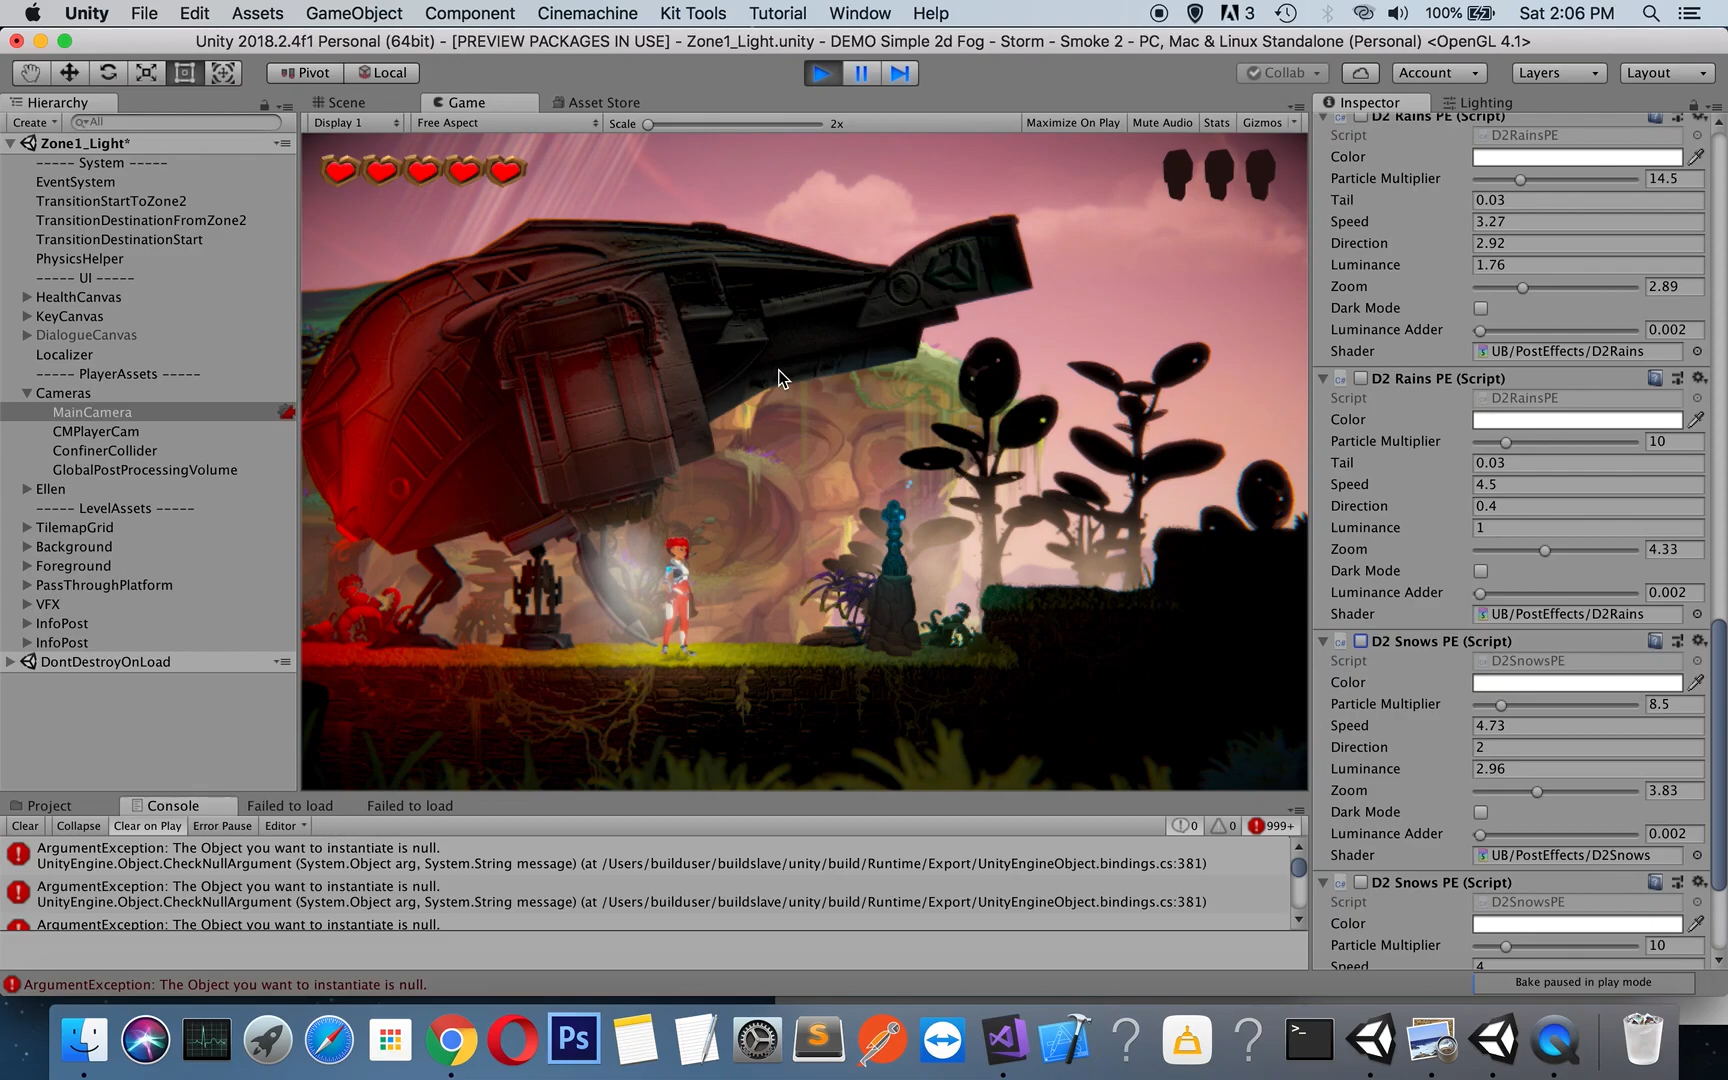 Unity File Edit Assets GameObject Component Cinemachine Kit Tools Tutorial Window Help
3 100% Sat 2:06 PM
Unity 2018.2.4f1 Personal (64bit) - [PREVIEW PACKAGES IN USE] - Zone1_Light.unity - DEMO Simple 2d Fog - Storm - Smoke 2 - PC, Mac & Linux Standalone (Personal) <OpenGL 4.1>
Pivot Local Collab Account Layers Layout
Hierarchy
Create All
Zone1_Light*
----- System -----
EventSystem
TransitionStartToZone2
TransitionDestinationFromZone2
TransitionDestinationStart
PhysicsHelper
----- UI -----
HealthCanvas
KeyCanvas
DialogueCanvas
Localizer
----- PlayerAssets -----
Cameras
MainCamera
CMPlayerCam
ConfinerCollider
GlobalPostProcessingVolume
Ellen
----- LevelAssets -----
TilemapGrid
Background
Foreground
PassThroughPlatform
VFX
InfoPost
InfoPost
DontDestroyOnLoad
Scene Game Asset Store
Display 1 Free Aspect Scale 2x Maximize On Play Mute Audio Stats Gizmos
Inspector Lighting
D2 Rains PE (Script)
Script D2RainsPE
Color
Particle Multiplier 14.5
Tail 0.03
Speed 3.27
Direction 2.92
Luminance 1.76
Zoom 2.89
Dark Mode
Luminance Adder 0.002
Shader UB/PostEffects/D2Rains
D2 Rains PE (Script)
Script D2RainsPE
Color
Particle Multiplier 10
Tail 0.03
Speed 4.5
Direction 0.4
Luminance 1
Zoom 4.33
Dark Mode
Luminance Adder 0.002
Shader UB/PostEffects/D2Rains
D2 Snows PE (Script)
Script D2SnowsPE
Color
Particle Multiplier 8.5
Speed 4.73
Direction 2
Luminance 2.96
Zoom 3.83
Dark Mode
Luminance Adder 0.002
Shader UB/PostEffects/D2Snows
D2 Snows PE (Script)
Script D2SnowsPE
Color
Particle Multiplier 10
Speed 4
Bake paused in play mode
Project Console Failed to load Failed to load
Clear Collapse Clear on Play Error Pause Editor 0 0 999+
ArgumentException: The Object you want to instantiate is null.
UnityEngine.Object.CheckNullArgument (System.Object arg, System.String message) (at /Users/builduser/buildslave/unity/build/Runtime/Export/UnityEngineObject.bindings.cs:381)
ArgumentException: The Object you want to instantiate is null.
UnityEngine.Object.CheckNullArgument (System.Object arg, System.String message) (at /Users/builduser/buildslave/unity/build/Runtime/Export/UnityEngineObject.bindings.cs:381)
ArgumentException: The Object you want to instantiate is null.
ArgumentException: The Object you want to instantiate is null.
Ps